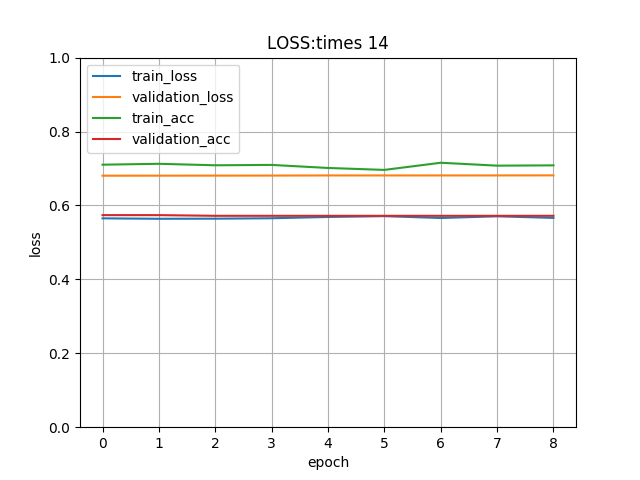 LOSS:times 14
1.0
0.8
0.6
0.4
0.2
0.0
loss
train_loss
validation_loss
train_acc
validation_acc
0 1 2 3 4 5 6 7 8
epoch